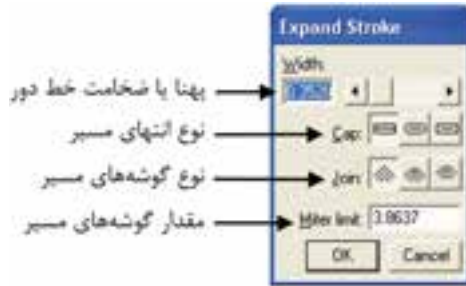 Expand Stroke
Width:
پهنا یا ضخامت خط دور
نوع انتهای مسیر
Cap:
نوع گوشه‌های مسیر
Join:
مقدار گوشه‌های مسیر
Miter limit: 3.8637
OK
Cancel